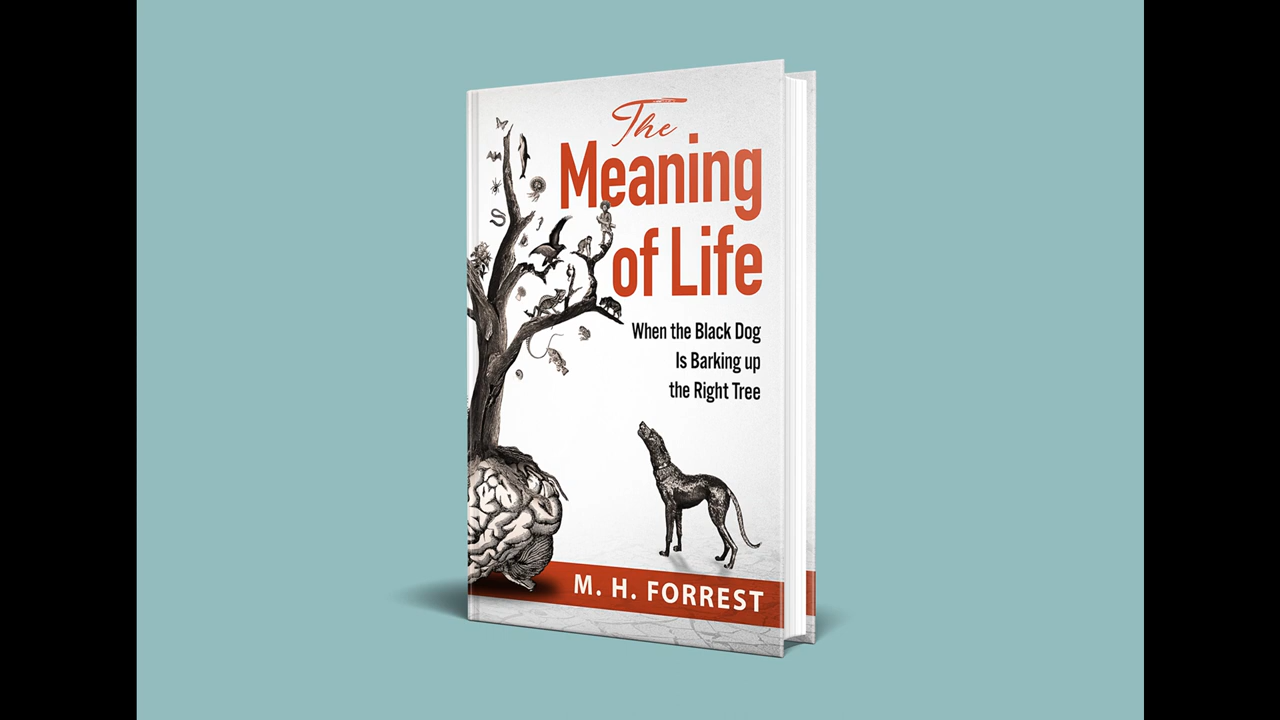 The
Meaning
of Life
When the Black Dog
Is Barking up
the Right Tree
M. H. FORREST